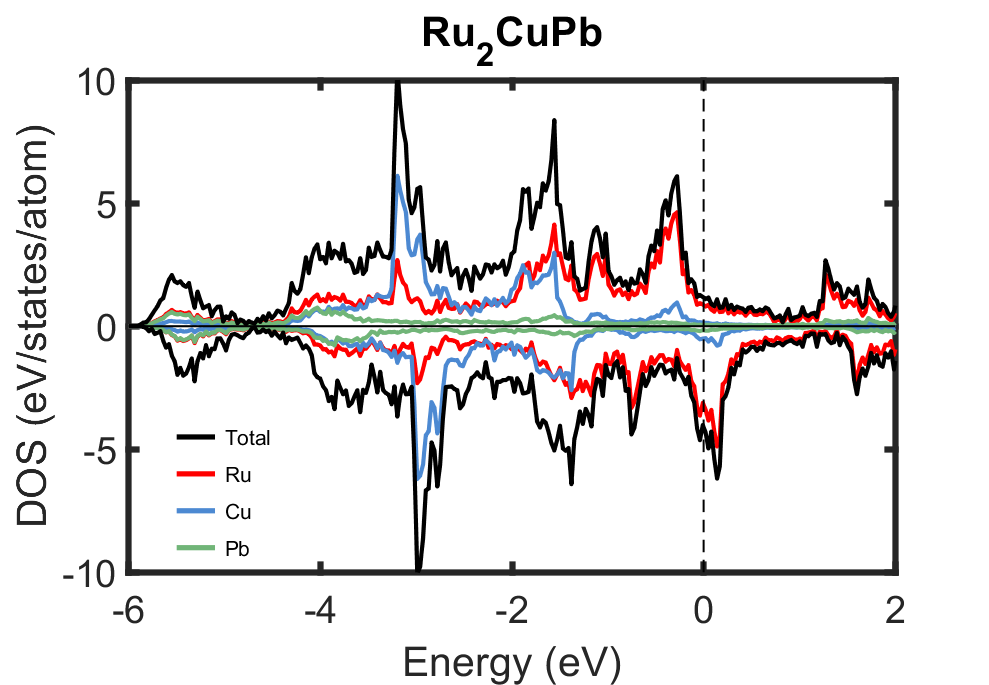 Ru2CuPb
DOS (eV/states/atom)
10
5
0
-5
-10
Total
Ru
Cu
Pb
-6 -4 -2 0 2
Energy (eV)